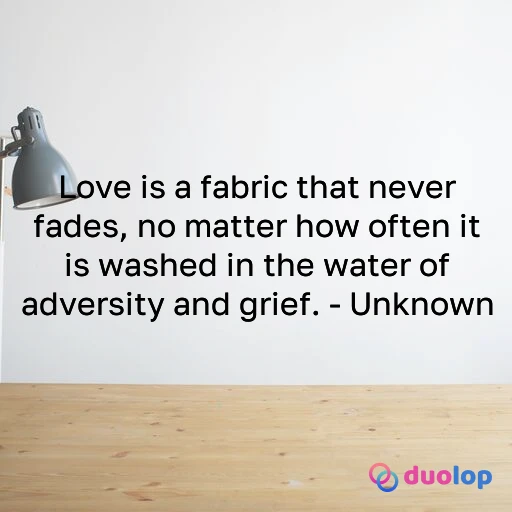 Love is a fabric that never
fades, no matter how often it
is washed in the water of
adversity and grief. - Unknown
duolop